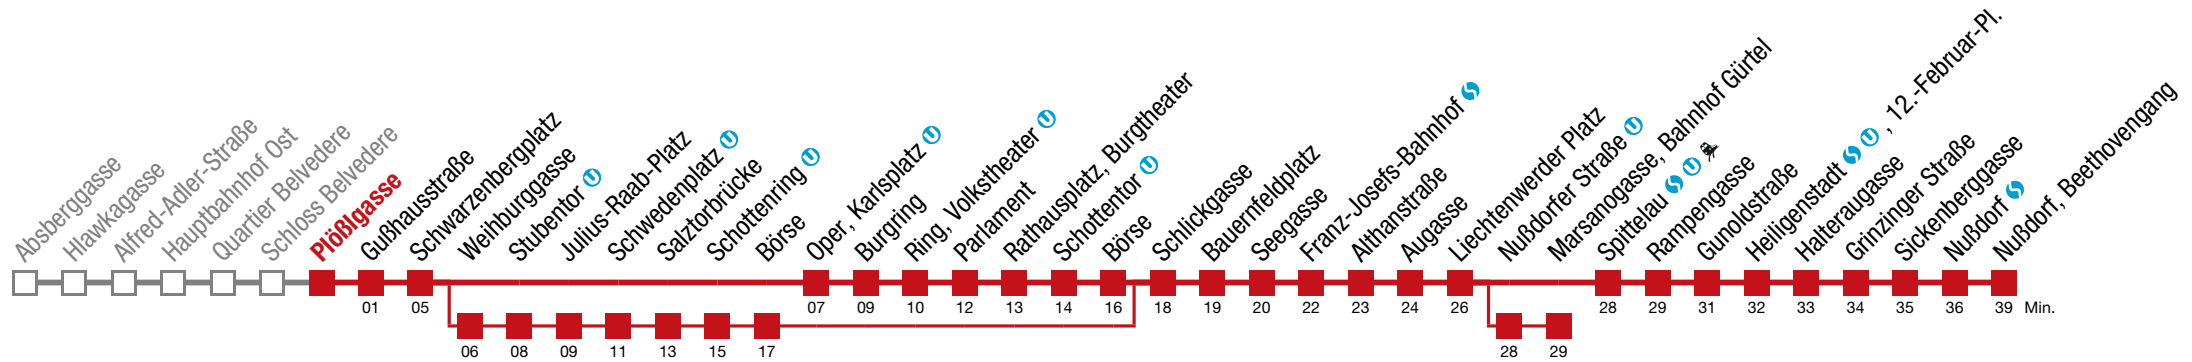 Absberggasse
Hlawkagasse
Alfred-Adler-Straße
Hauptbahnhof Ost
Quartier Belvedere
Schloss Belvedere
Plößlgasse
Gußhausstraße
Schwarzenbergplatz
Weihburggasse
Stubentor U
Julius-Raab-Platz
Schwedenplatz U
Salztorbrücke
Schottenring U
Börse
Oper, Karlsplatz U
Burgring
Ring, Volkstheater U
Parlament
Rathausplatz, Burgtheater
Schottentor U
Börse
Schlickgasse
Bauernfeldplatz
Seegasse
Franz-Josefs-Bahnhof S
Althanstraße
Augasse
Liechtenwerder Platz
Nußdorfer Straße U
Marsanogasse, Bahnhof Gürtel
Spittelau S U
Rampengasse
Gunoldstraße
Heiligenstadt S U , 12.-Februar-Pl.
Halteraugasse
Grinzinger Straße
Sickenberggasse
Nußdorf S
Nußdorf, Beethovengang
01 05 07 09 10 12 13 14 16 18 19 20 22 23 24 26 28 29 31 32 33 34 35 36 39 Min.
06 08 09 11 13 15 17 28 29